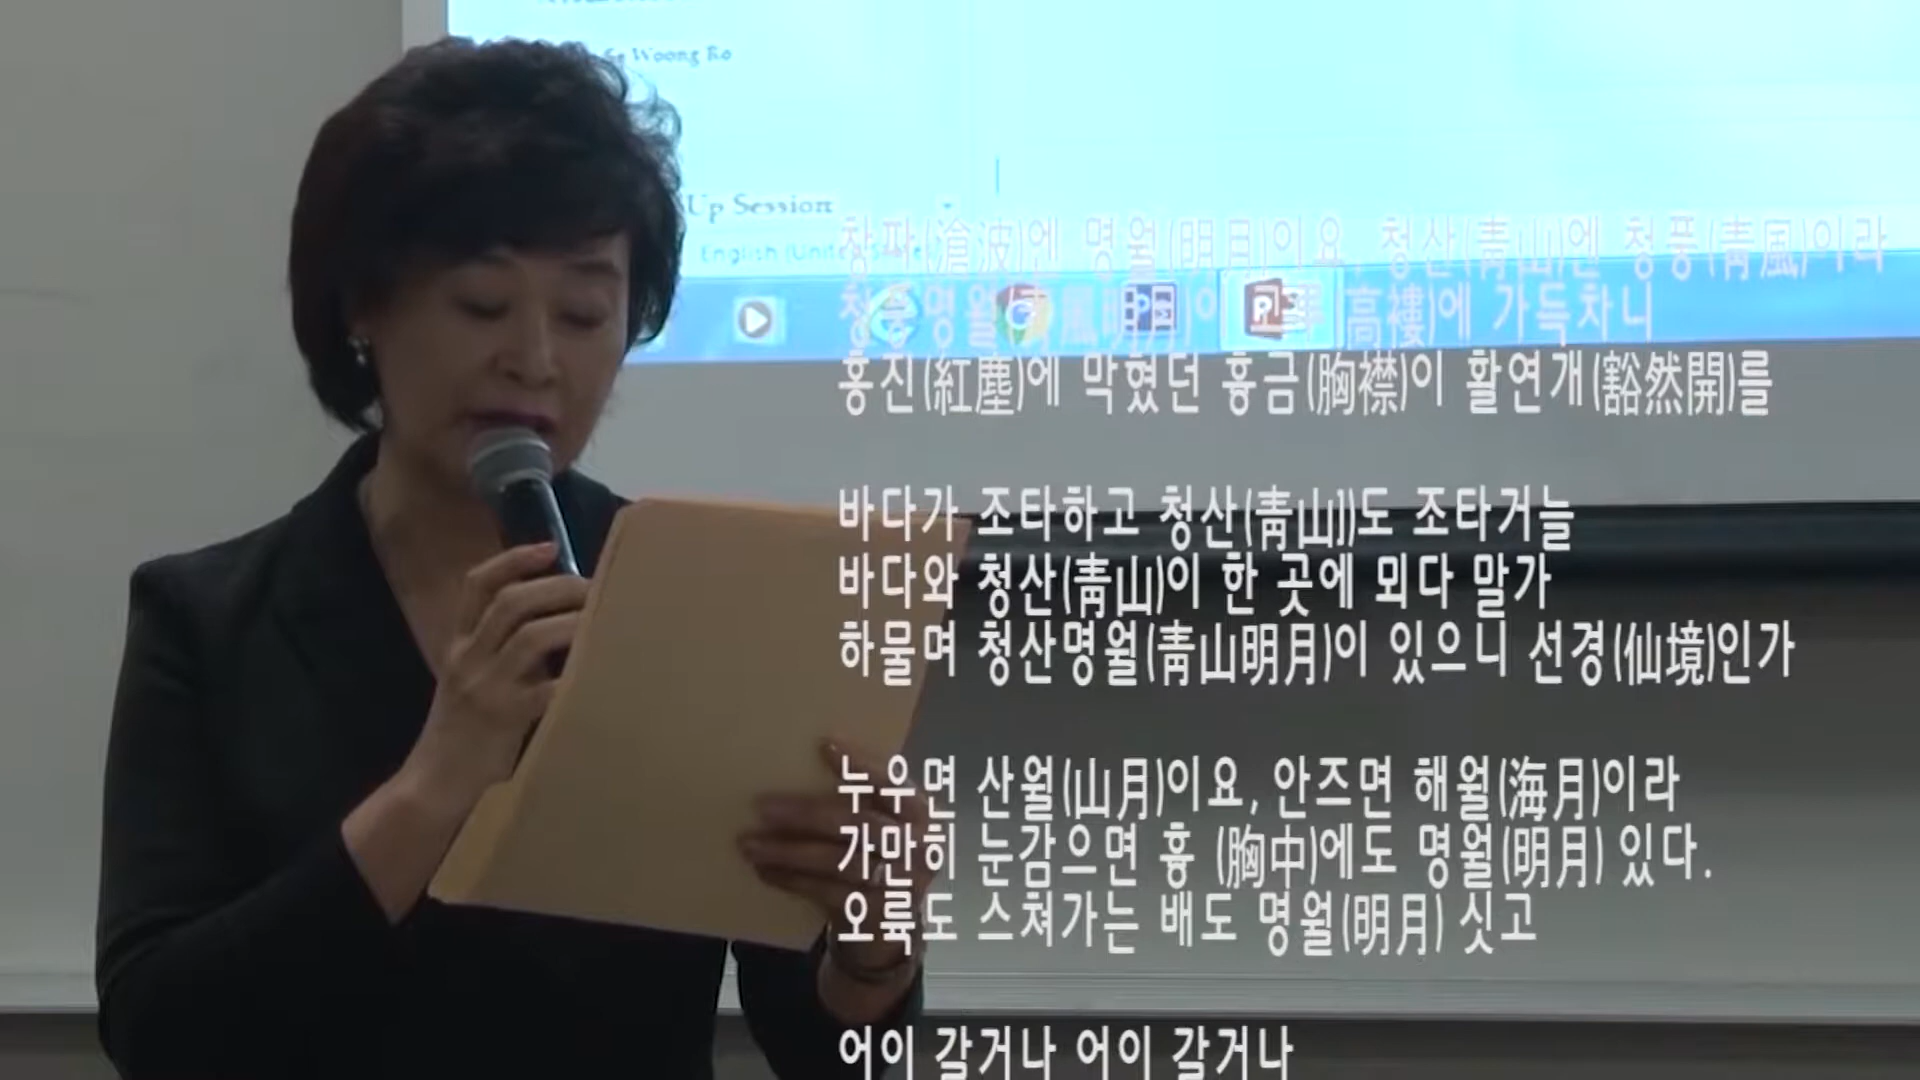 Woong Ko
Up Session
English (United States)
창파(滄波)엔 명월(明月)이요, 청산(靑山)엔 청풍(靑風)이라
청풍명월(靑風明月)이 고루(高褸)에 가득차니
홍진(紅塵)에 막혔던 흉금(胸襟)이 활연개(豁然開)를
바다가 조타하고 청산(靑山])도 조타거늘
바다와 청산(靑山)이 한 곳에 뫼다 말가
하물며 청산명월(靑山明月)이 있으니 선경(仙境)인가
누우면 산월(山月)이요, 안즈면 해월(海月)이라
가만히 눈감으면 흉 (胸中)에도 명월(明月) 있다.
오륙도 스쳐가는 배도 명월(明月) 싯고
어이 갈거나 어이 갈거나